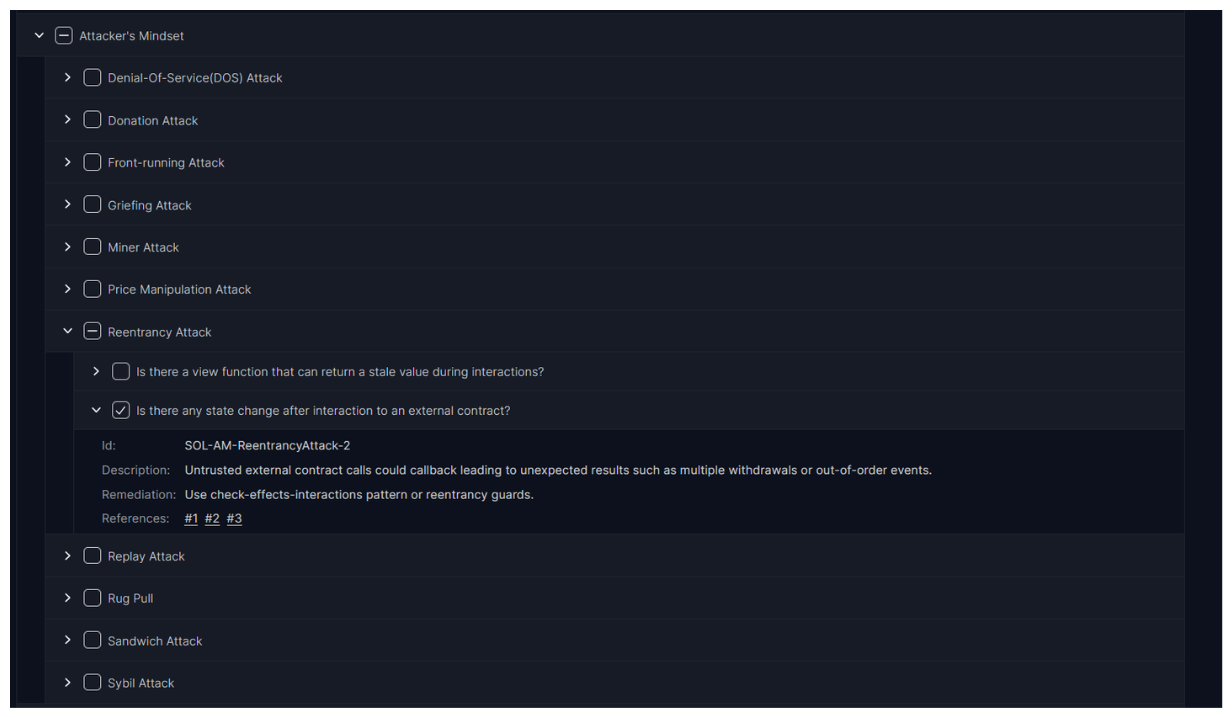 Attacker's Mindset
Denial-Of-Service(DOS) Attack
Donation Attack
Front-running Attack
Griefing Attack
Miner Attack
Price Manipulation Attack
Reentrancy Attack
Is there a view function that can return a stale value during interactions?
Is there any state change after interaction to an external contract?
Id: SOL-AM-ReentrancyAttack-2
Description: Untrusted external contract calls could callback leading to unexpected results such as multiple withdrawals or out-of-order events.
Remediation: Use check-effects-interactions pattern or reentrancy guards.
References: #1 #2 #3
Replay Attack
Rug Pull
Sandwich Attack
Sybil Attack